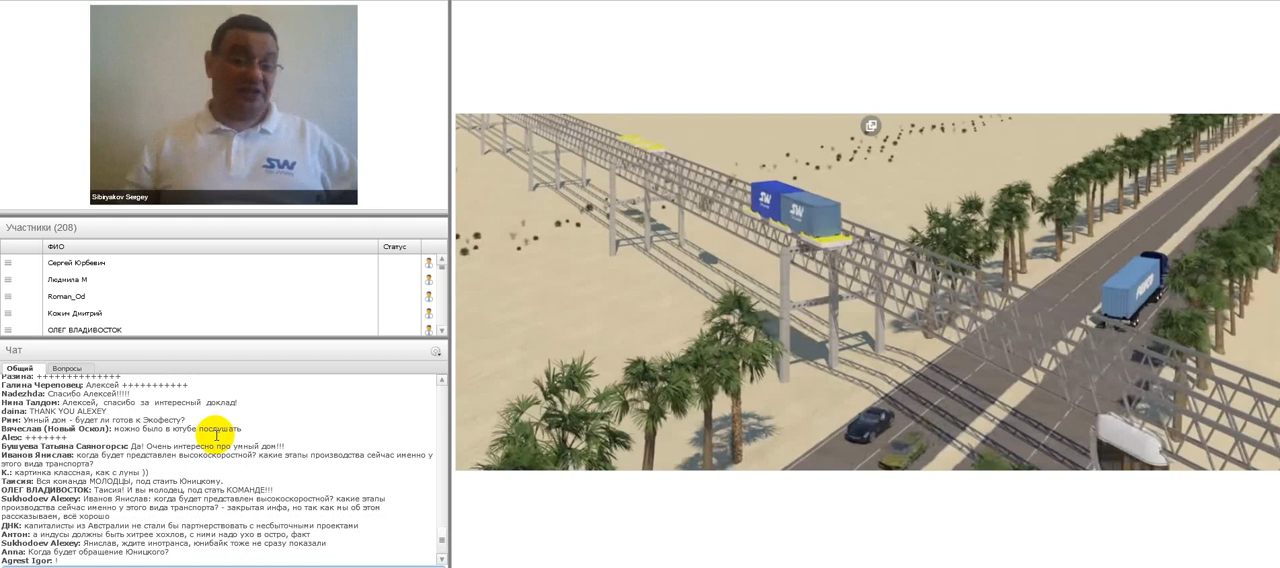 SW
Sibiryakov Sergey
Участники (208)
ФИО
Статус
Сергей Юрбевич
Людмила М
Roman_Od
Кожич Дмитрий
ОЛЕГ ВЛАДИВОСТОК
Чат
Общий
Вопросы
Разина: +++++++++++++++
Галина Череповец: Алексей +++++++++++
Nadezhda: Спасибо Алексей!!!!!
Нина Талдом: Алексей, спасибо за интересный доклад!
daina: THANK YOU ALEXEY
Рим: Умный дом - будет ли готов к Экофесту?
Вячеслав (Новый Оскол): можно было в ютубе послушать
Alex: +++++++
Бушуева Татьяна Саяногорск: Да! Очень интересно про умный дом!!!
Иванов Янислав: когда будет представлен высокоскоростной? какие этапы производства сейчас именно у
этого вида транспорта?
К.: картинка классная, как с луны ))
Таисия: Вся команда МОЛОДЦЫ, под стаить Юницкому.
ОЛЕГ ВЛАДИВОСТОК: Таисия! И вы молодец, под стать КОМАНДЕ!!!
Sukhodoev Alexey: Иванов Янислав: когда будет представлен высокоскоростной? какие этапы
производства сейчас именно у этого вида транспорта? - закрытая инфа, но так как мы об этом
рассказываем, всё хорошо
ДНК: капиталисты из Австралии не стали бы партнерствовать с несбыточными проектами
Антон: а индусы должны быть хитрее хохлов, с ними надо ухо в остро, факт
Sukhodoev Alexey: Янислав, ждите инотранса, юнибайк тоже не сразу показали
Anna: Когда будет обращение Юницкого?
Agrest Igor: !
SW
SW